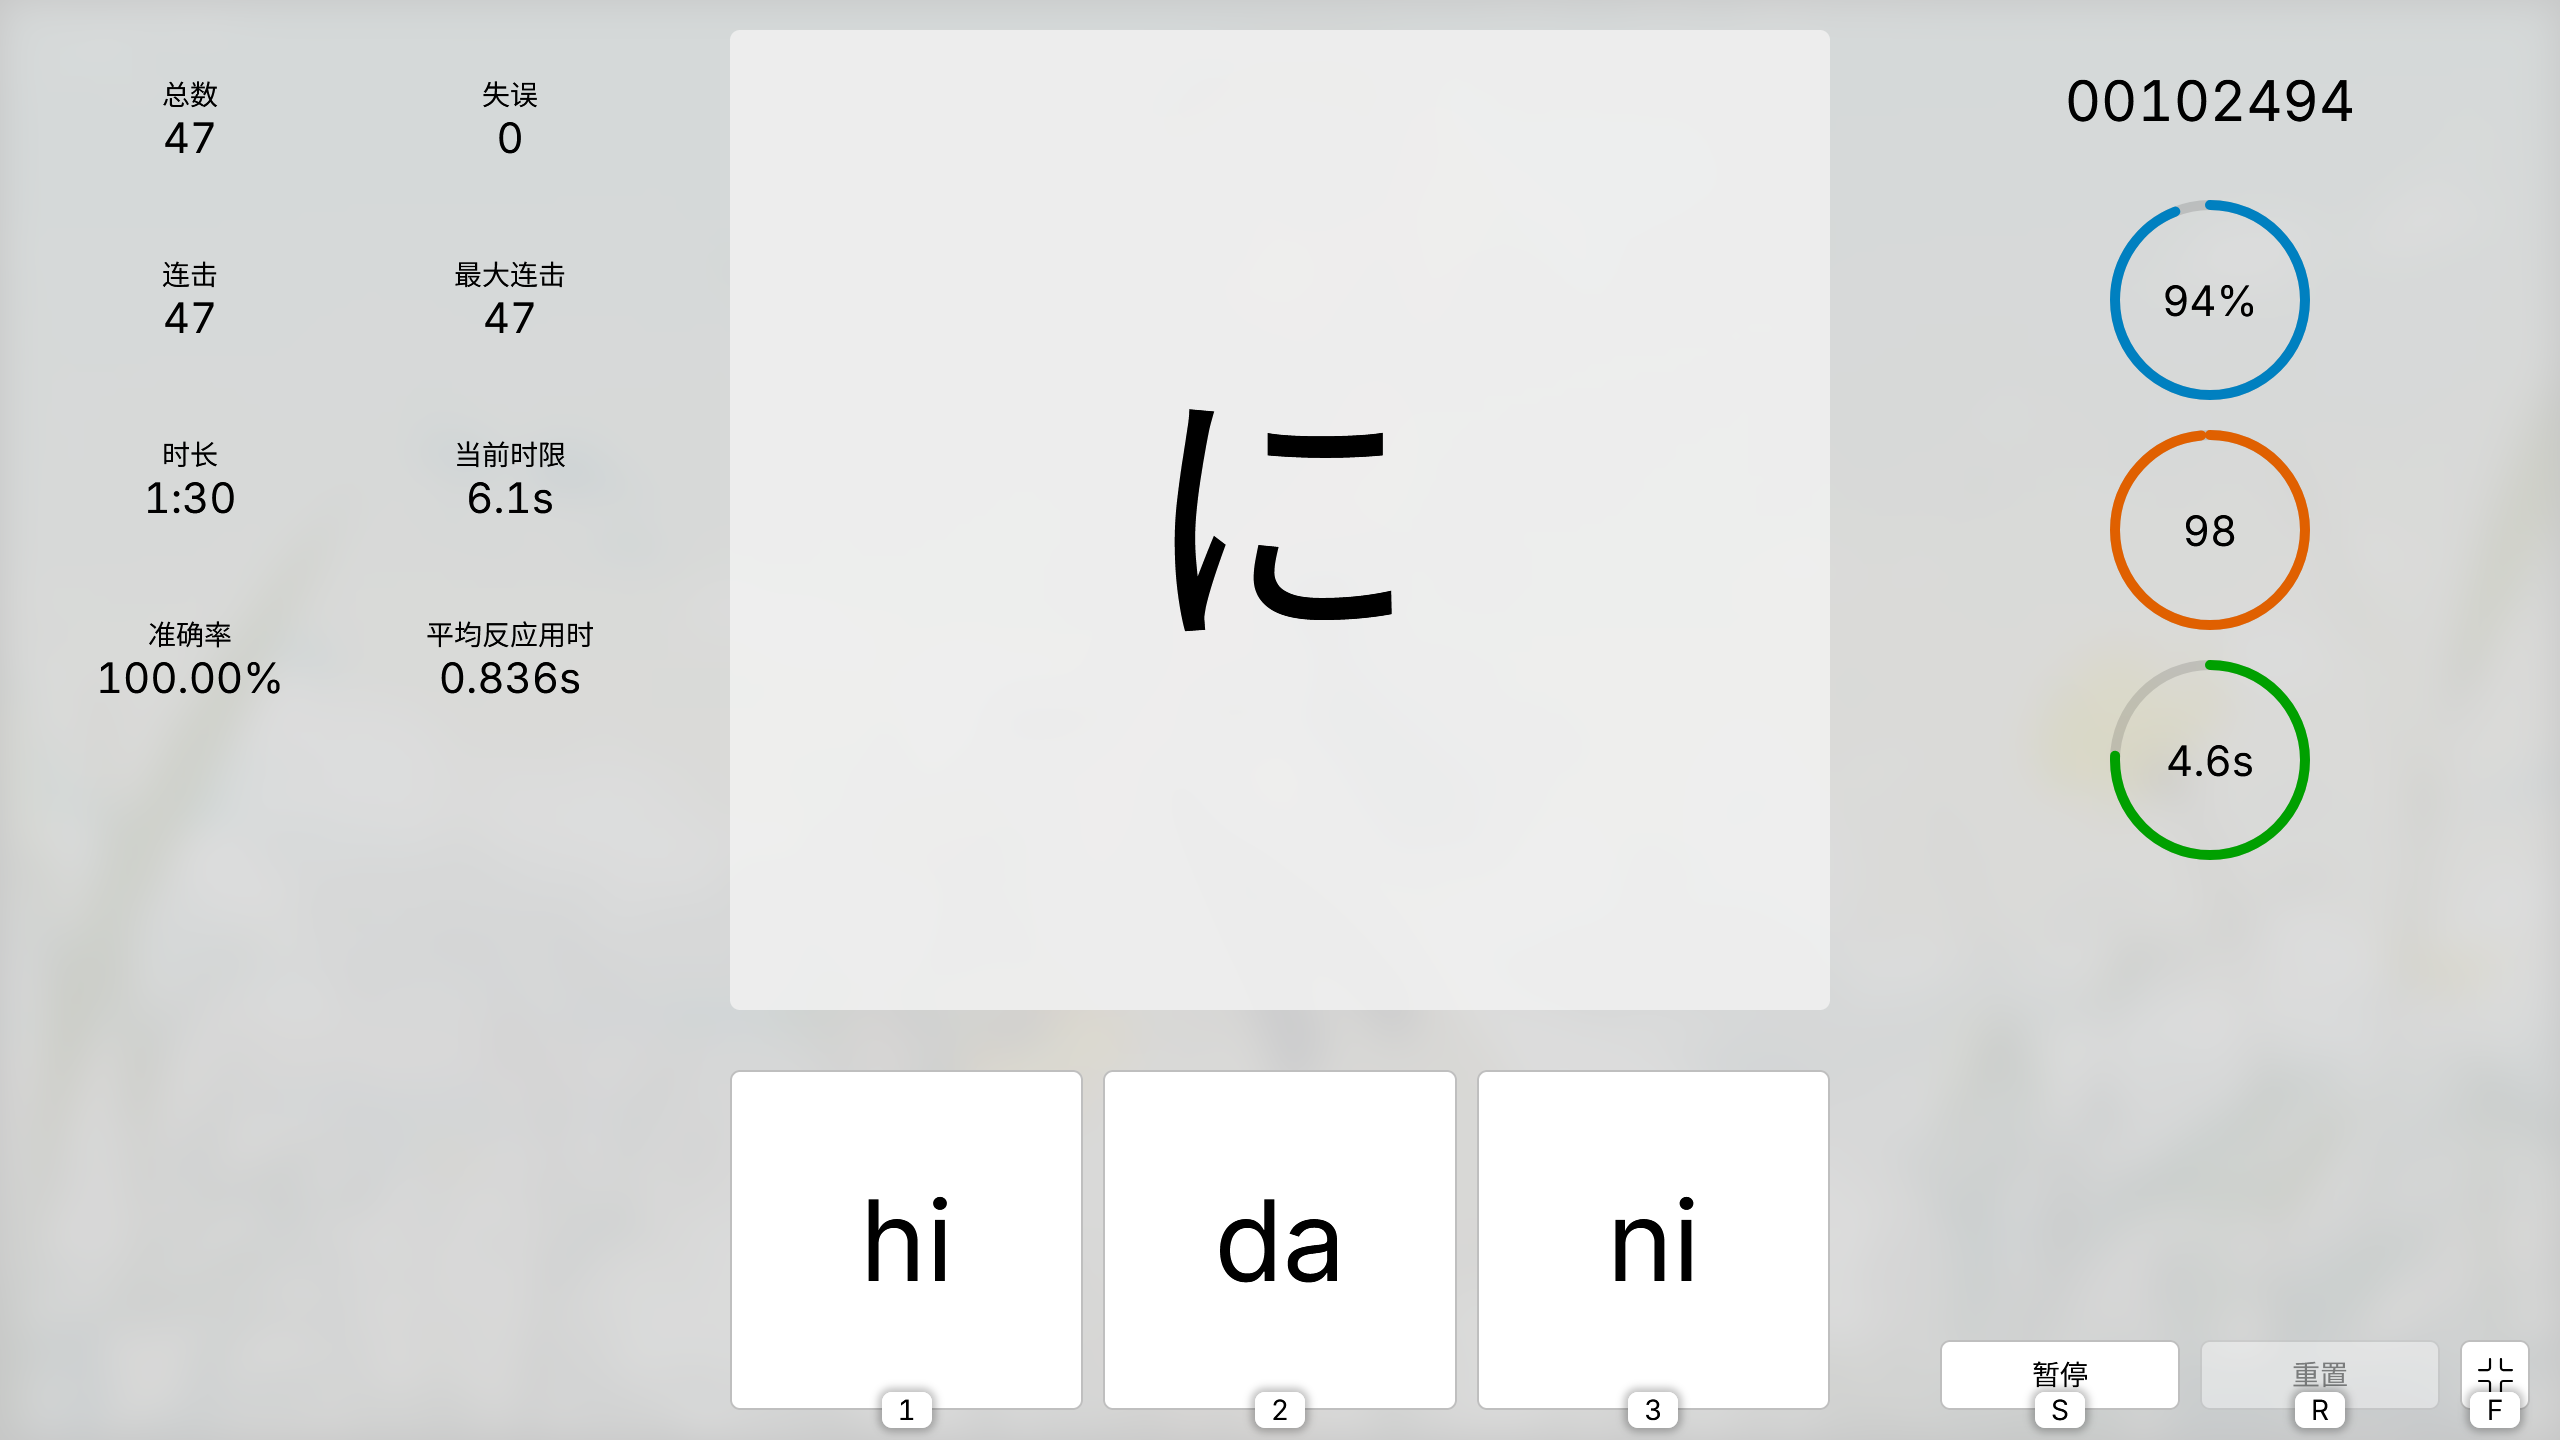 总数
47
失误
0
连击
47
最大连击
47
时长
1:30
当前时限
6.1s
准确率
100.00%
平均反应用时
0.836s
に
hi
1
da
2
ni
3
00102494
94%
98
4.6s
暂停
S
重置
R
F